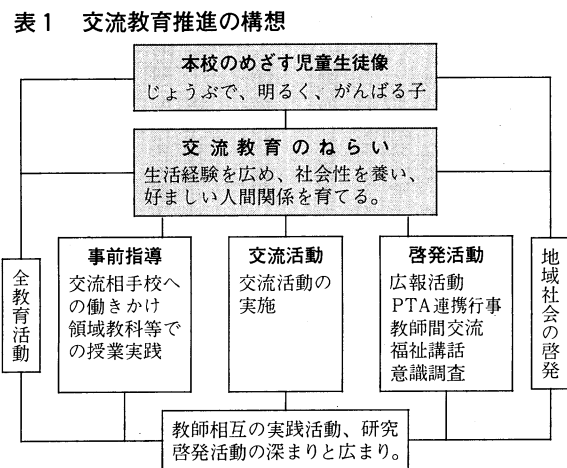 表1 交流教育推進の構想
本校のめざす児童生徒像
じょうぶで、明るく、がんばる子
交流教育のねらい
生活経験を広め、社会性を養い、
好ましい人間関係を育てる。
全教育活動
事前指導
交流相手校へ
の働きかけ
領域教科等で
の授業実践
交流活動
交流活動の
実施
啓発活動
広報活動
PTA連携行事
教師間交流
福祉講話
意識調査
地域社会の啓発
教師相互の実践活動、研究
啓発活動の深まりと広まり。